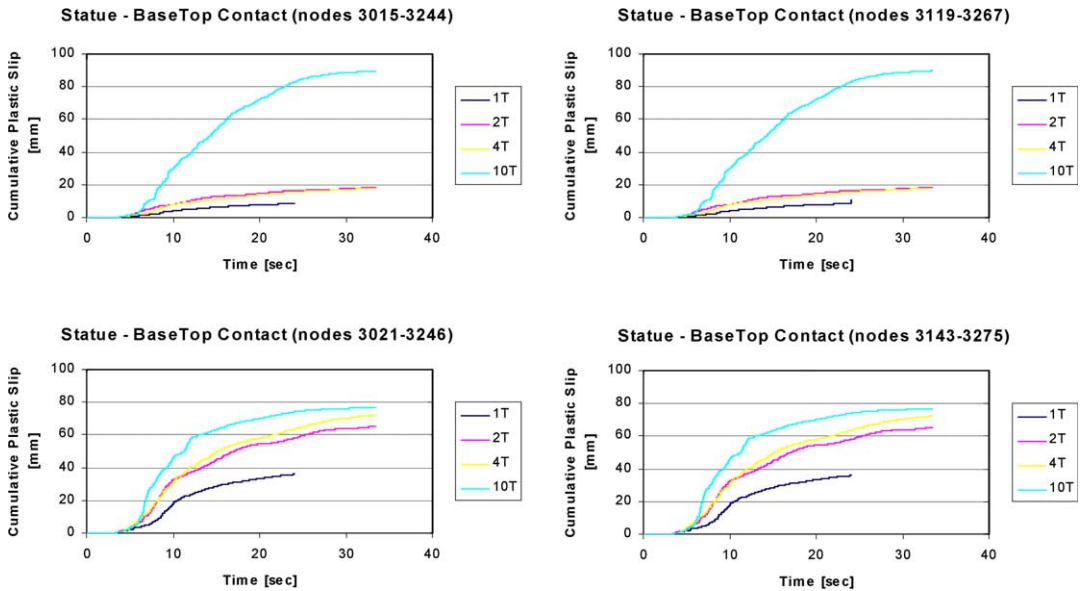 Statue - BaseTop Contact (nodes 3015-3244)
Cumulative Plastic Slip
[mm]
100
80
60
40
20
0
0 10 20 30 40
Time [sec]
1T
2T
4T
10T
Statue - BaseTop Contact (nodes 3119-3267)
Cumulative Plastic Slip
[mm]
100
80
60
40
20
0
0 10 20 30 40
Time [sec]
1T
2T
4T
10T
Statue - BaseTop Contact (nodes 3021-3246)
Cumulative Plastic Slip
[mm]
100
80
60
40
20
0
0 10 20 30 40
Time [sec]
1T
2T
4T
10T
Statue - BaseTop Contact (nodes 3143-3275)
Cumulative Plastic Slip
[mm]
100
80
60
40
20
0
0 10 20 30 40
Time [sec]
1T
2T
4T
10T